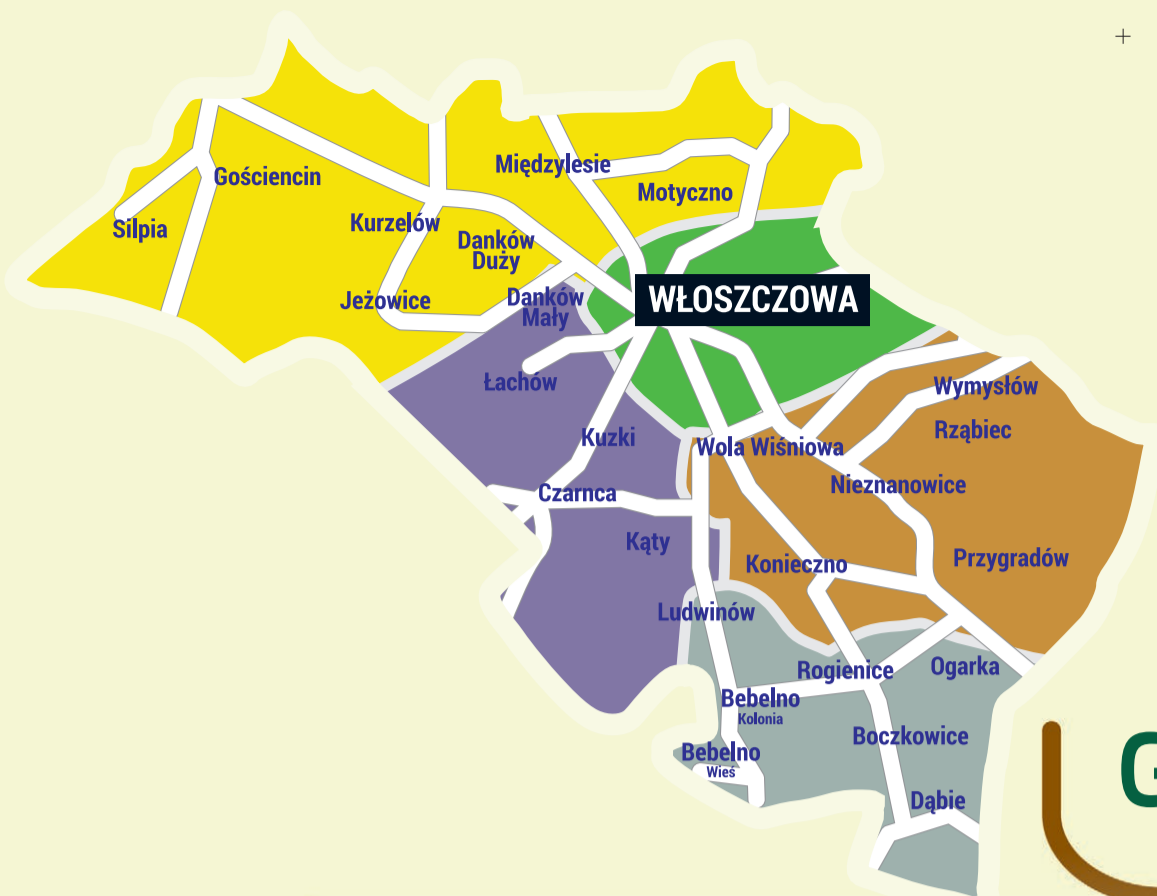 Międzylesie
Gościencin
Motyczno
Silpia
Kurzelów
Danków
Duży
Jeżowice
Danków
Mały
WŁOSZCZOWA
Łachów
Wymysłów
Kuzki
Rząbiec
Wola Wiśniowa
Nieznanowice
Czarnca
Kąty
Konieczno
Przygradów
Ludwinów
Rogienice
Ogarka
Bebelno
Kolonia
Boczkowice
Bebelno
Wieś
Dąbie
G